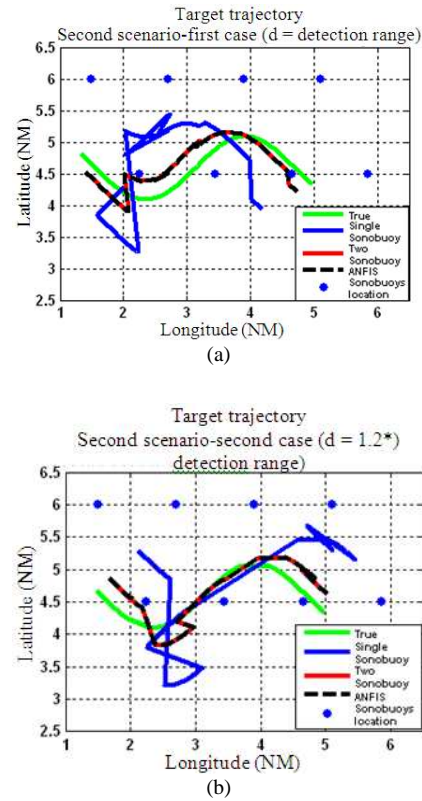 Target trajectory
Second scenario-first case (d = detection range)
6.5
6
5.5
5
4.5
4
3.5
3
2.5
Latitude (NM)
True
Single
Sonobuoy
Two
Sonobuoy
ANFIS
Sonobuoys
location
1 2 3 4 5 6
Longitude (NM)
(a)
Target trajectory
Second scenario-second case (d = 1.2*)
detection range)
6.5
6
5.5
5
4.5
4
3.5
3
2.5
Latitude (NM)
True
Single
Sonobuoy
Two
Sonobuoy
ANFIS
Sonobuoys
location
1 2 3 4 5 6
Longitude (NM)
(b)